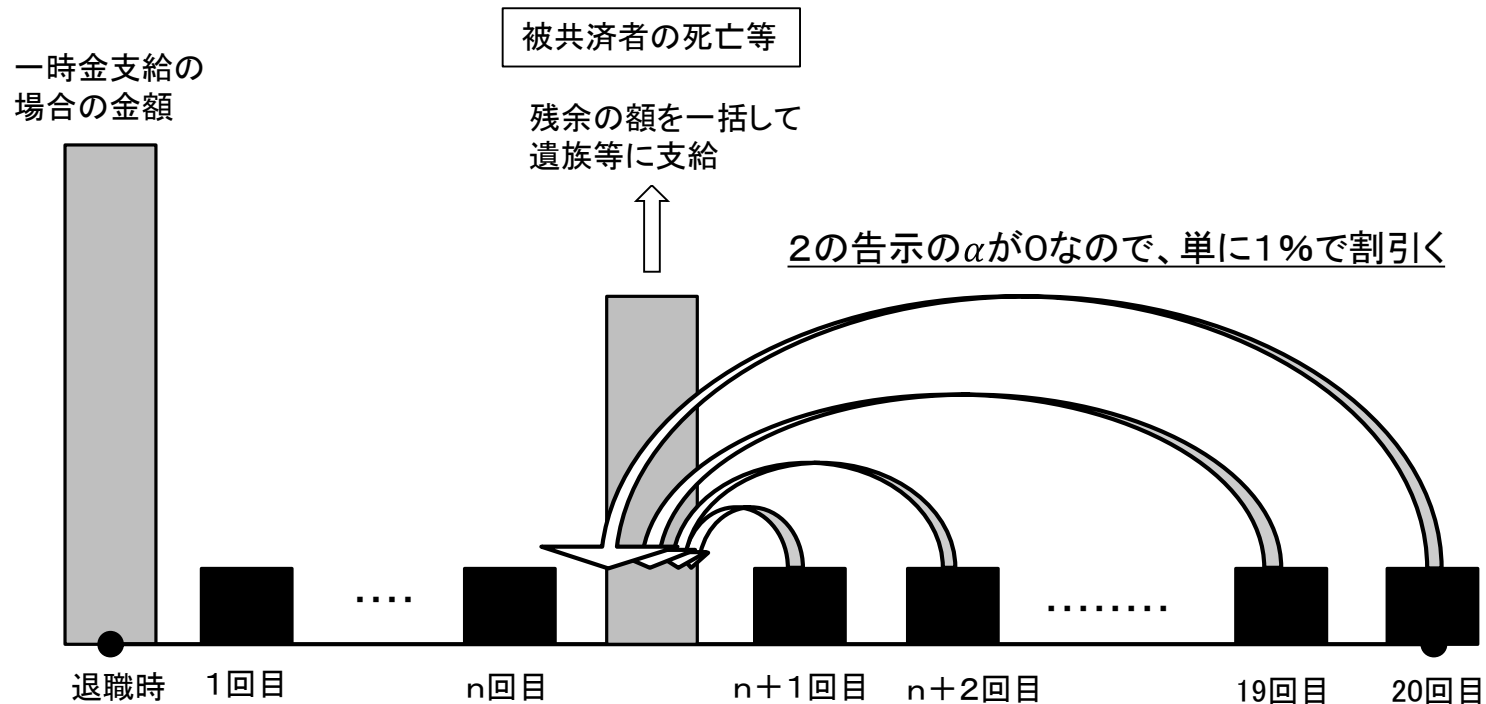 被共済者の死亡等
一時金支給の
場合の金額
残余の額を一括して
遺族等に支給
２の告示のαが０なので、単に１％で割引く
‥‥
‥‥‥‥
退職時
１回目
ｎ回目
ｎ＋１回目
ｎ＋２回目
19回目
20回目